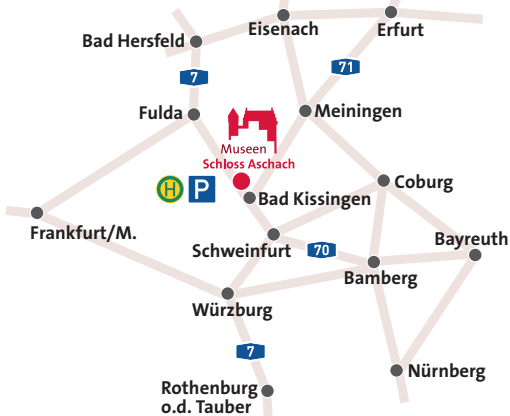 Eisenach
Erfurt
Bad Hersfeld
71
7
Fulda
Meiningen
Museen
Schloss Aschach
H
P
Coburg
Bad Kissingen
Frankfurt/M.
Schweinfurt
70
Bayreuth
Bamberg
Würzburg
7
Nürnberg
Rothenburg
o.d. Tauber